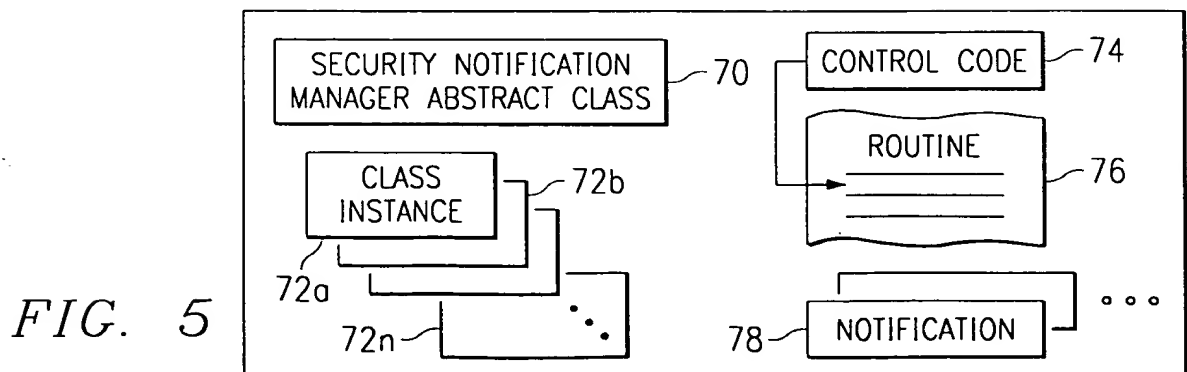 SECURITY NOTIFICATION
MANAGER ABSTRACT CLASS
70
CONTROL CODE
74
ROUTINE
76
CLASS
INSTANCE
72b
72a
72n
78
NOTIFICATION
FIG. 5